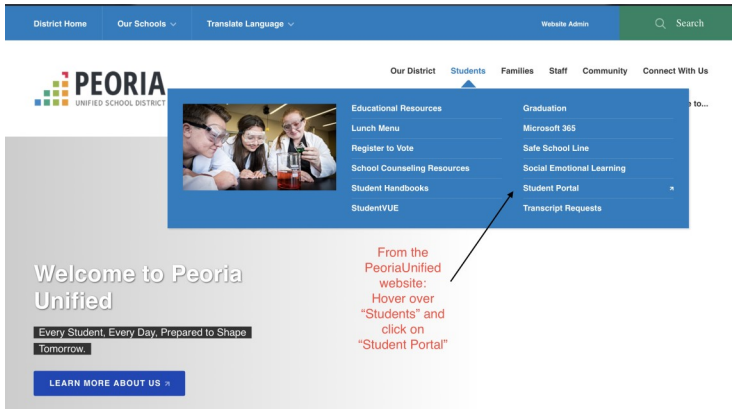 District Home Our Schools Translate Language Website Admin Search
PEORIA
UNIFIED SCHOOL DISTRICT
Our District Students Families Staff Community Connect With Us
to...
Educational Resources
Lunch Menu
Register to Vote
School Counseling Resources
Student Handbooks
StudentVUE
Graduation
Microsoft 365
Safe School Line
Social Emotional Learning
Student Portal
Transcript Requests
From the
PeoriaUnified
website:
Hover over
“Students” and
click on
“Student Portal”
Welcome to Peoria
Unified
Every Student, Every Day, Prepared to Shape
Tomorrow.
LEARN MORE ABOUT US